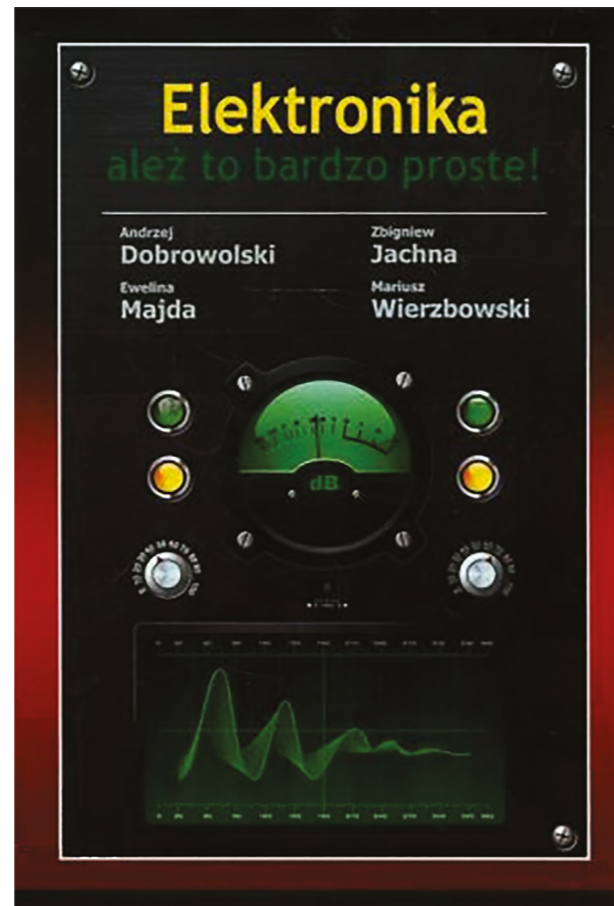 Elektronika
ależ to bardzo proste!
Andrzej
Dobrowolski
Zbigniew
Jachna
Ewelina
Majda
Mariusz
Wierzbowski
dB